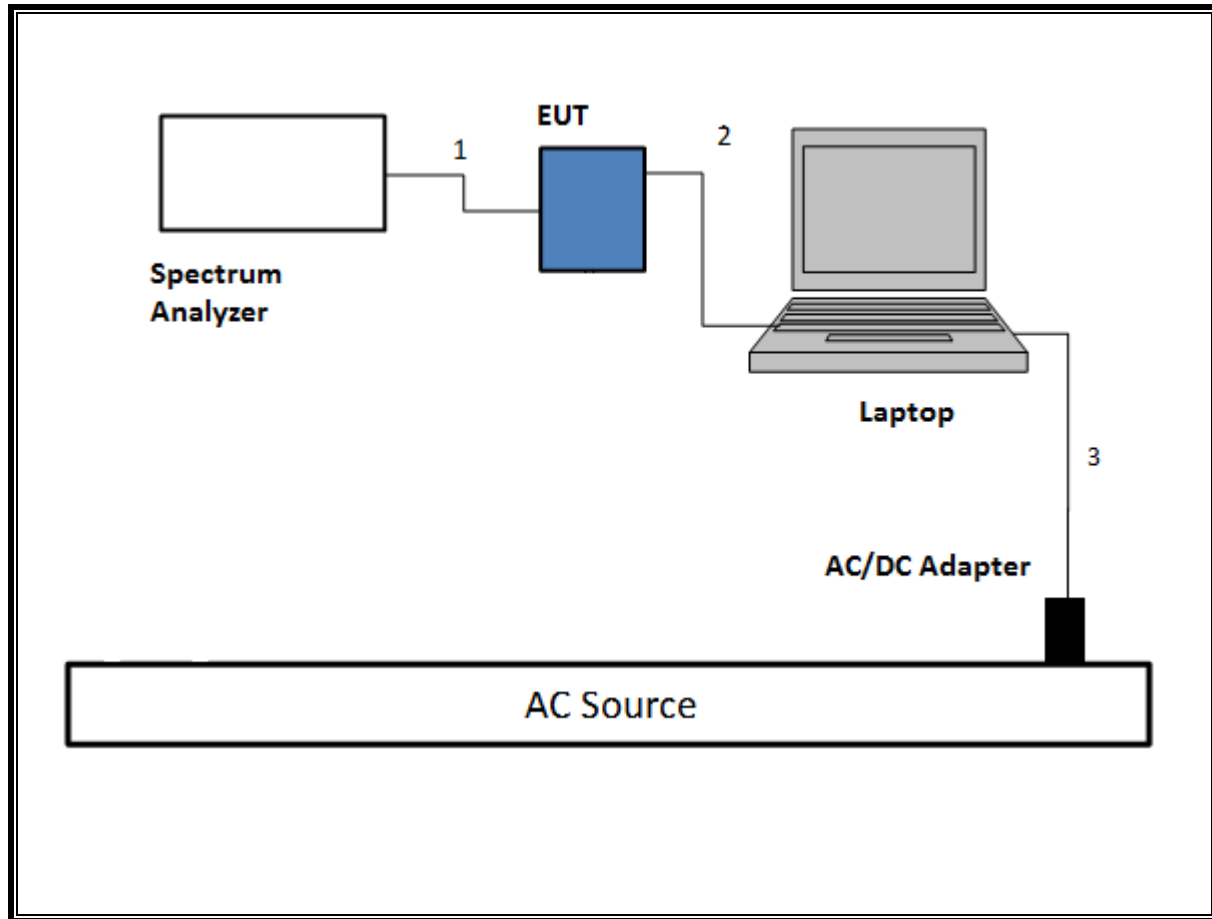 EUT
1
2
Spectrum
Analyzer
Laptop
3
AC/DC Adapter
AC Source